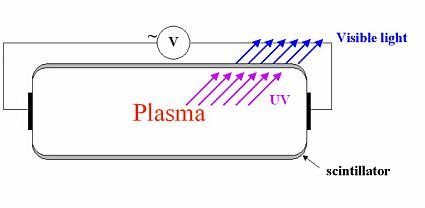 ~
V
Visible light
UV
Plasma
scintillator